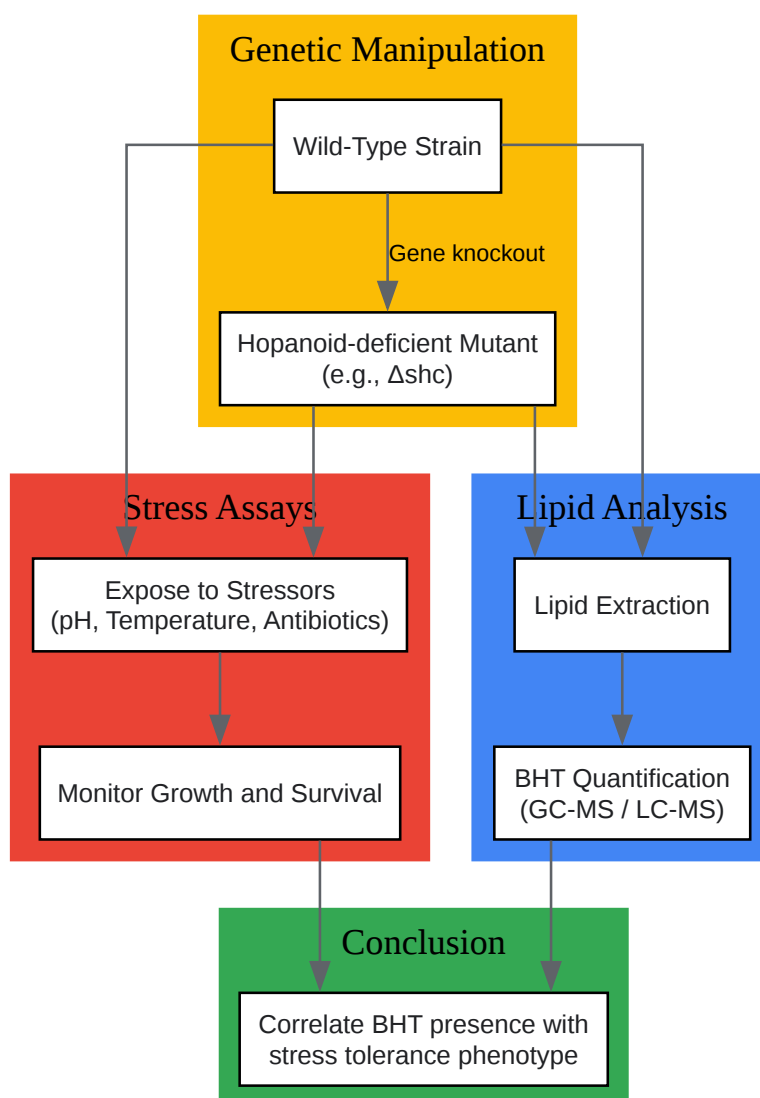 Genetic Manipulation
Wild-Type Strain
Gene knockout
Hopanoid-deficient Mutant
(e.g., Δshc)
Stress Assays
Expose to Stressors
(pH, Temperature, Antibiotics)
Monitor Growth and Survival
Lipid Analysis
Lipid Extraction
BHT Quantification
(GC-MS / LC-MS)
Conclusion
Correlate BHT presence with
stress tolerance phenotype